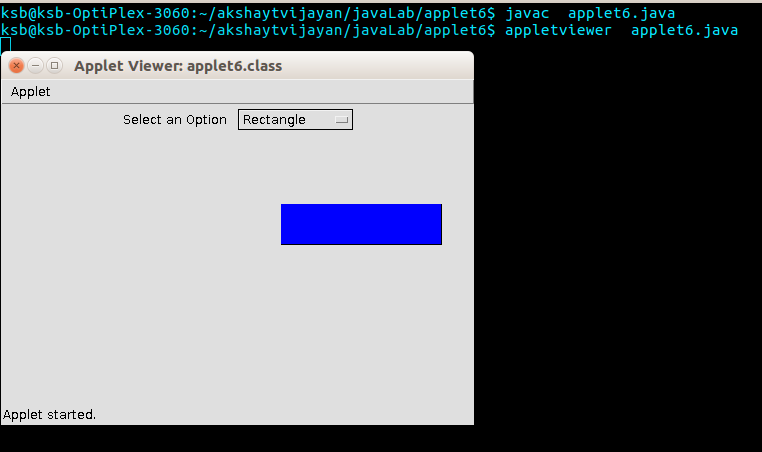 ksb@ksb-OptiPlex-3060:~/akshaytvijayan/javaLab/applet6$ javac  applet6.java
ksb@ksb-OptiPlex-3060:~/akshaytvijayan/javaLab/applet6$ appletviewer  applet6.java
Applet Viewer: applet6.class
Applet
Select an Option Rectangle
Applet started.